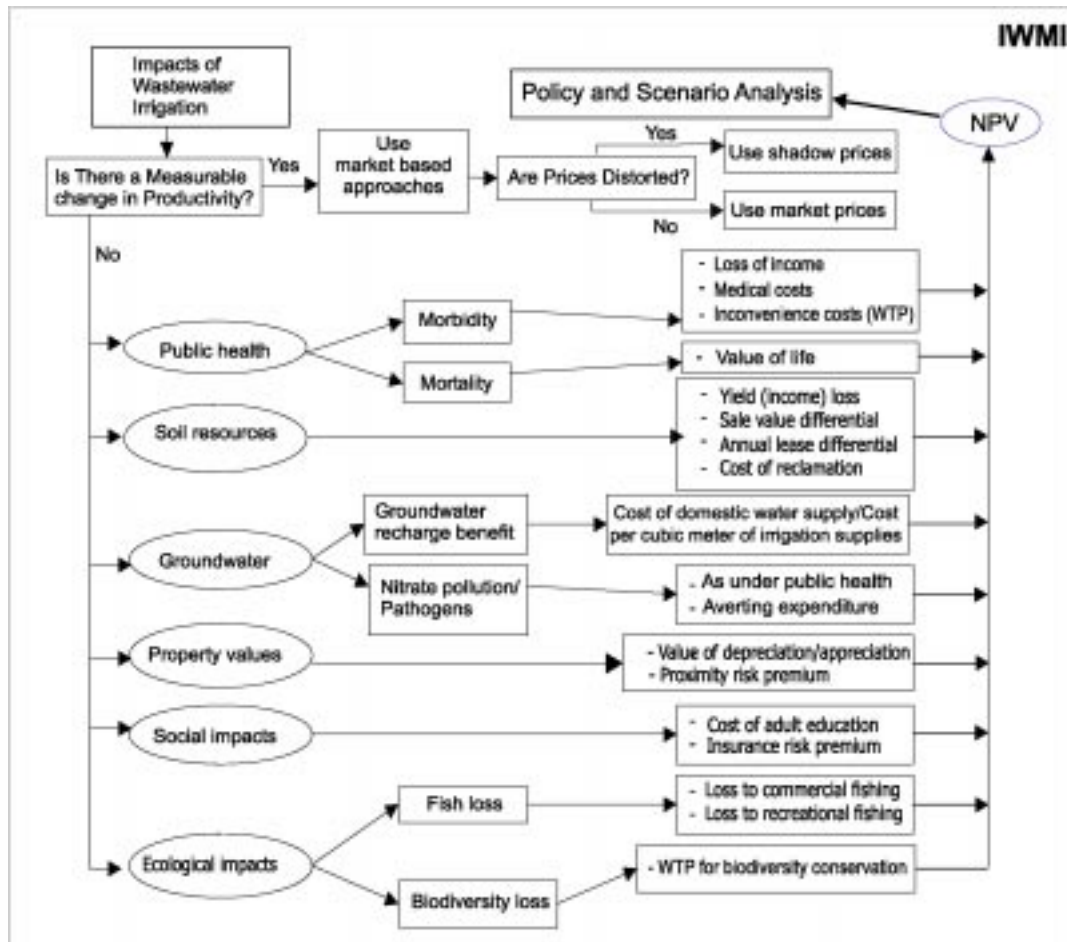 IWMI
Impacts of
Wastewater
Irrigation
Policy and Scenario Analysis
NPV
Is There a Measurable
change in Productivity?
Yes
Use
market based
approaches
Are Prices Distorted?
Yes
Use shadow prices
No
Use market prices
No
Public health
Morbidity
- Loss of income
- Medical costs
- Inconvenience costs (WTP)
Mortality
- Value of life
Soil resources
- Yield (income) loss
- Sale value differential
- Annual lease differential
- Cost of reclamation
Groundwater
Groundwater
recharge benefit
Cost of domestic water supply/Cost
per cubic meter of irrigation supplies
Nitrate pollution/
Pathogens
- As under public health
- Averting expenditure
Property values
- Value of depreciation/appreciation
- Proximity risk premium
Social impacts
- Cost of adult education
- Insurance risk premium
Ecological impacts
Fish loss
- Loss to commercial fishing
- Loss to recreational fishing
Biodiversity loss
- WTP for biodiversity conservation